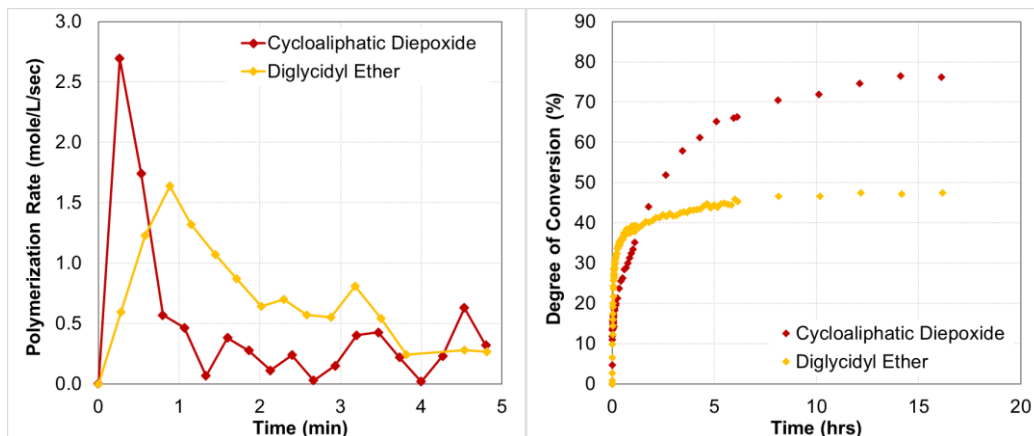 Polymerization Rate (mole/L/sec)
3.0
2.5
2.0
1.5
1.0
0.5
0.0
Cycloaliphatic Diepoxide
Diglycidyl Ether
0 1 2 3 4 5
Time (min)
Degree of Conversion (%)
90
80
70
60
50
40
30
20
10
0
Cycloaliphatic Diepoxide
Diglycidyl Ether
0 5 10 15 20
Time (hrs)